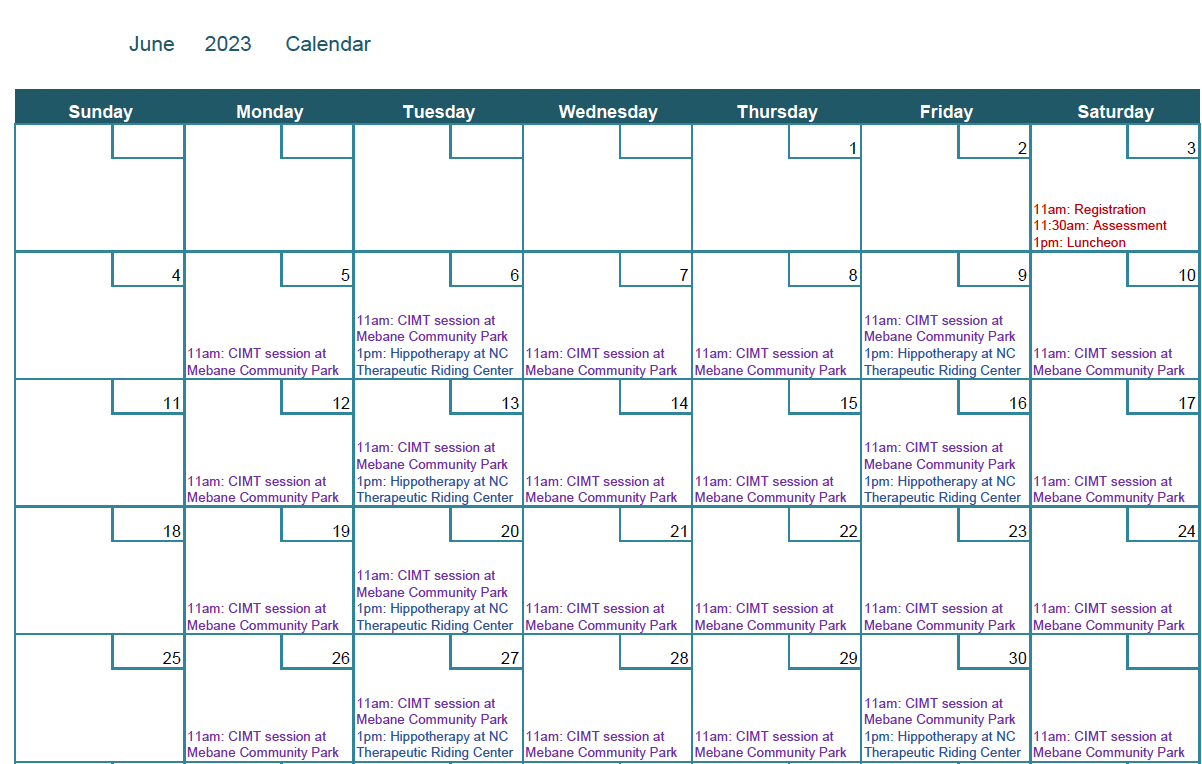 June 2023 Calendar
Sunday Monday Tuesday Wednesday Thursday Friday Saturday
1 2 3
11am: Registration
11:30am: Assessment
1pm: Luncheon
4 5 6 7 8 9 10
11am: CIMT session at
Mebane Community Park
11am: CIMT session at
Mebane Community Park
1pm: Hippotherapy at NC
Therapeutic Riding Center
11am: CIMT session at
Mebane Community Park
11am: CIMT session at
Mebane Community Park
11am: CIMT session at
Mebane Community Park
1pm: Hippotherapy at NC
Therapeutic Riding Center
11am: CIMT session at
Mebane Community Park
11 12 13 14 15 16 17
11am: CIMT session at
Mebane Community Park
11am: CIMT session at
Mebane Community Park
1pm: Hippotherapy at NC
Therapeutic Riding Center
11am: CIMT session at
Mebane Community Park
11am: CIMT session at
Mebane Community Park
11am: CIMT session at
Mebane Community Park
1pm: Hippotherapy at NC
Therapeutic Riding Center
11am: CIMT session at
Mebane Community Park
18 19 20 21 22 23 24
11am: CIMT session at
Mebane Community Park
11am: CIMT session at
Mebane Community Park
1pm: Hippotherapy at NC
Therapeutic Riding Center
11am: CIMT session at
Mebane Community Park
11am: CIMT session at
Mebane Community Park
11am: CIMT session at
Mebane Community Park
11am: CIMT session at
Mebane Community Park
25 26 27 28 29 30
11am: CIMT session at
Mebane Community Park
11am: CIMT session at
Mebane Community Park
1pm: Hippotherapy at NC
Therapeutic Riding Center
11am: CIMT session at
Mebane Community Park
11am: CIMT session at
Mebane Community Park
11am: CIMT session at
Mebane Community Park
1pm: Hippotherapy at NC
Therapeutic Riding Center
11am: CIMT session at
Mebane Community Park